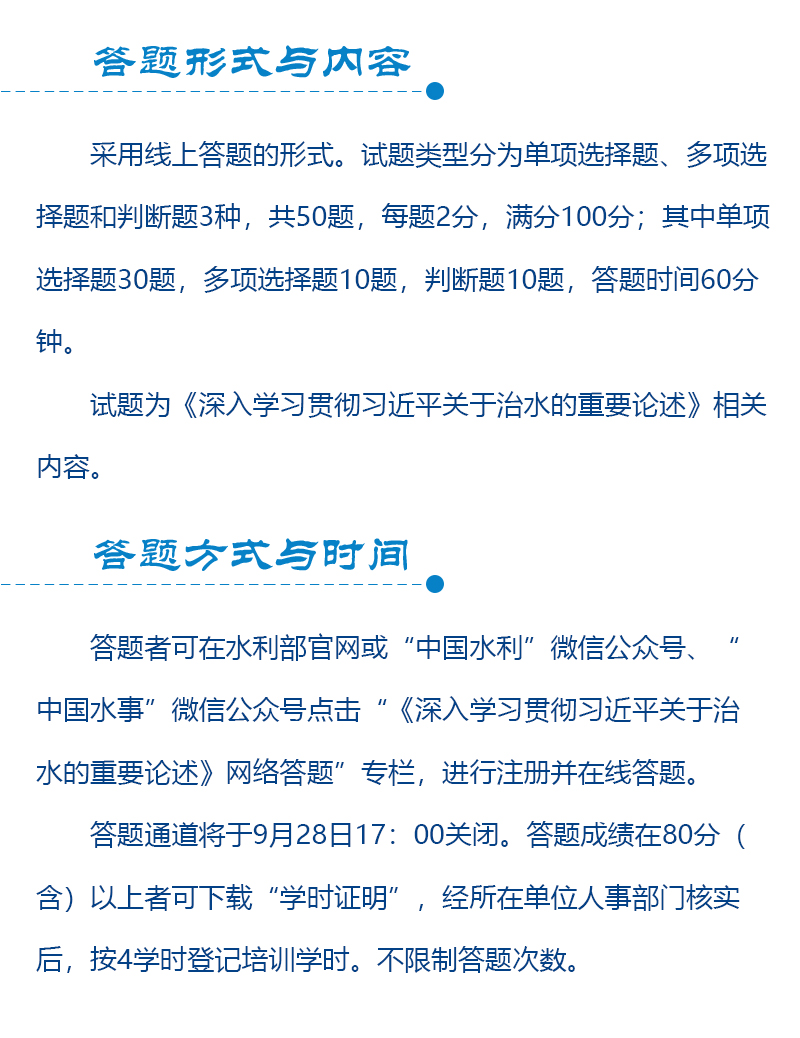 答题形式与内容
采用线上答题的形式。试题类型分为单项选择题、多项选
择题和判断题3种，共50题，每题2分，满分100分；其中单项
选择题30题，多项选择题10题，判断题10题，答题时间60分
钟。
试题为《深入学习贯彻习近平关于治水的重要论述》相关
内容。
答题方式与时间
答题者可在水利部官网或“中国水利”微信公众号、“
中国水事”微信公众号点击“《深入学习贯彻习近平关于治
水的重要论述》网络答题”专栏，进行注册并在线答题。
答题通道将于9月28日17：00关闭。答题成绩在80分（
含）以上者可下载“学时证明”，经所在单位人事部门核实
后，按4学时登记培训学时。不限制答题次数。